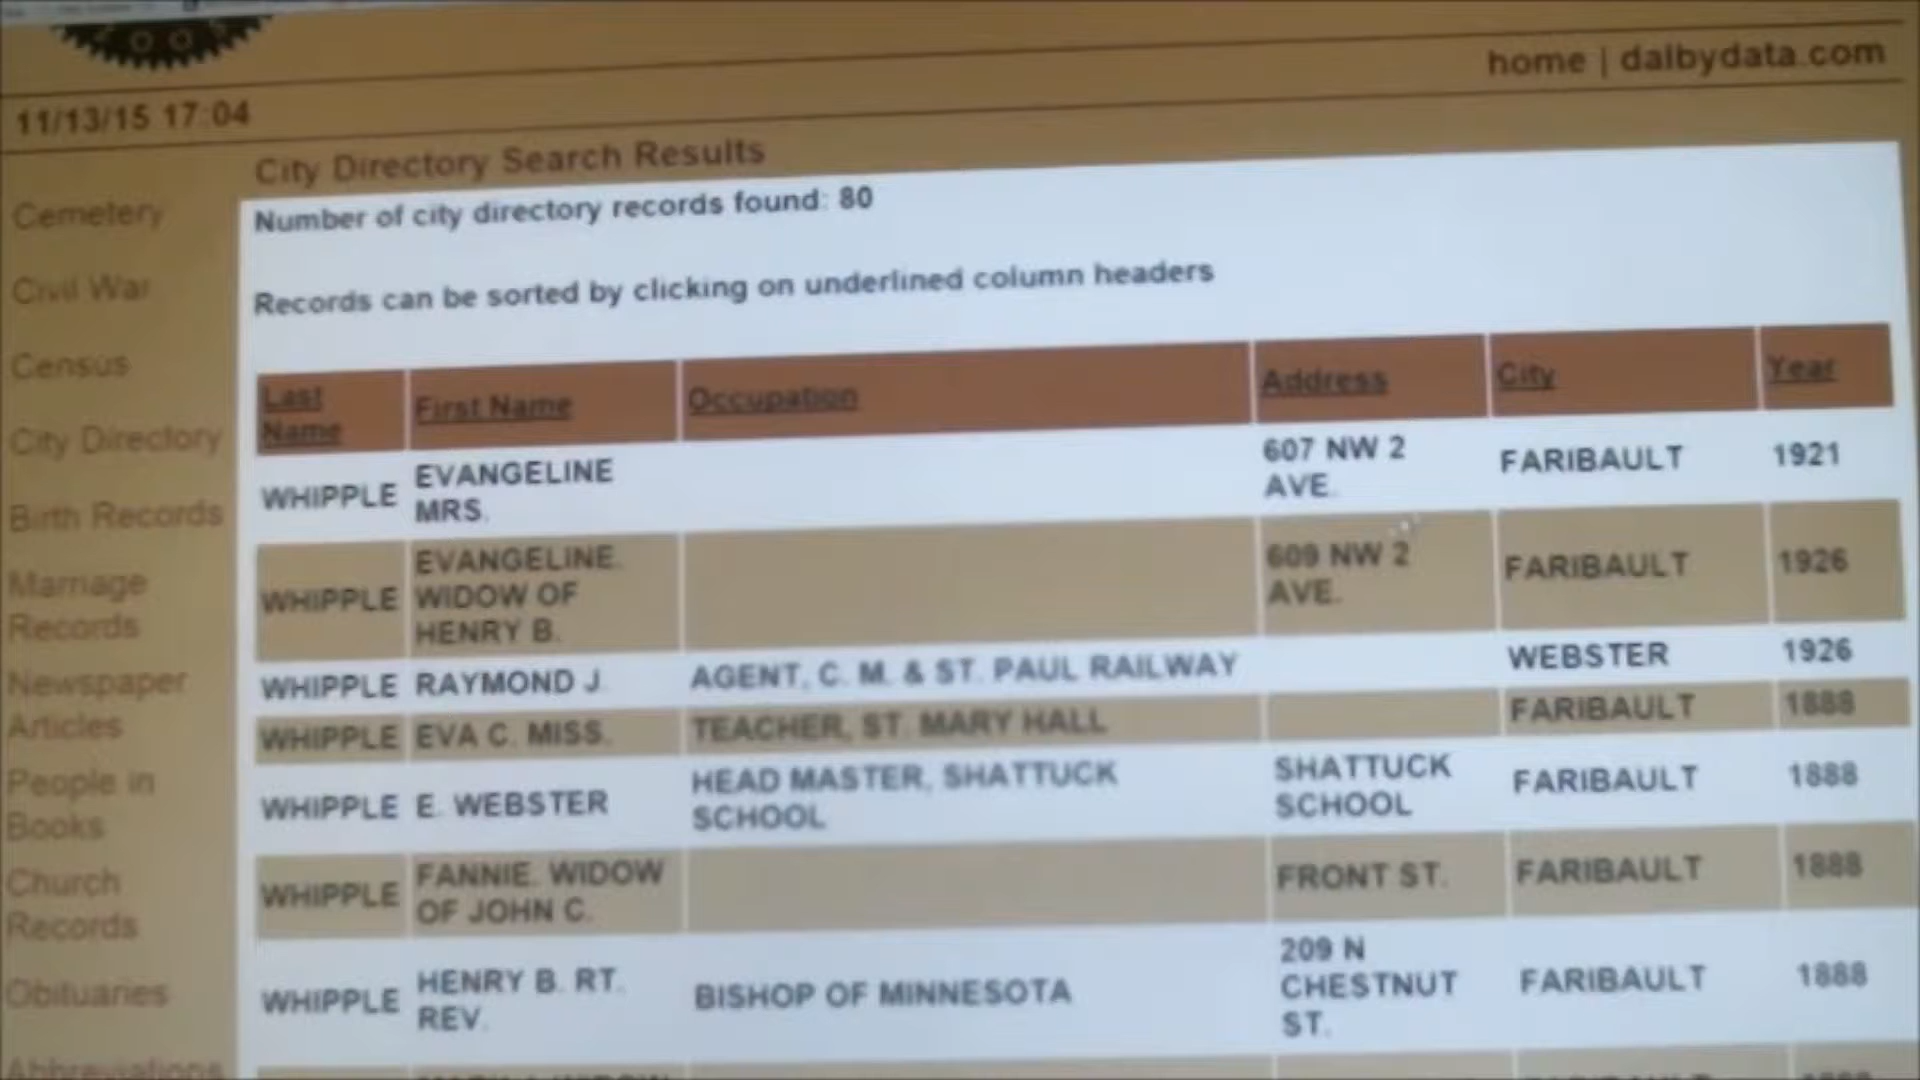 home | dalbydata.com
11/13/15 17:04
City Directory Search Results
Number of city directory records found: 80
Records can be sorted by clicking on underlined column headers
Cemetery
Civil War
Census
City Directory
Birth Records
Marriage
Records
Newspaper
Articles
People in
Books
Church
Records
Obituaries
Abbreviations
Last Name First Name Occupation Address City Year
WHIPPLE EVANGELINE MRS. 607 NW 2 AVE. FARIBAULT 1921
WHIPPLE EVANGELINE. WIDOW OF HENRY B. 609 NW 2 AVE. FARIBAULT 1926
WHIPPLE RAYMOND J. AGENT, C. M. & ST. PAUL RAILWAY WEBSTER 1926
WHIPPLE EVA C. MISS. TEACHER, ST. MARY HALL FARIBAULT 1888
WHIPPLE E. WEBSTER HEAD MASTER, SHATTUCK SCHOOL SHATTUCK SCHOOL FARIBAULT 1888
WHIPPLE FANNIE. WIDOW OF JOHN C. FRONT ST. FARIBAULT 1888
WHIPPLE HENRY B. RT. REV. BISHOP OF MINNESOTA 209 N CHESTNUT ST. FARIBAULT 1888